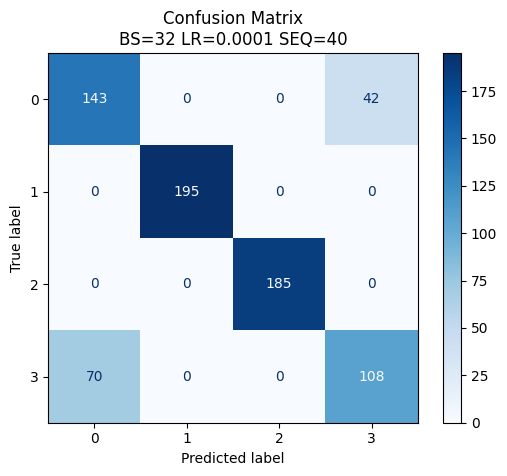 Confusion Matrix
BS=32 LR=0.0001 SEQ=40
0 143 0 0 42
1 0 195 0 0
2 0 0 185 0
3 70 0 0 108
0 1 2 3
Predicted label
True label
175
150
125
100
75
50
25
0